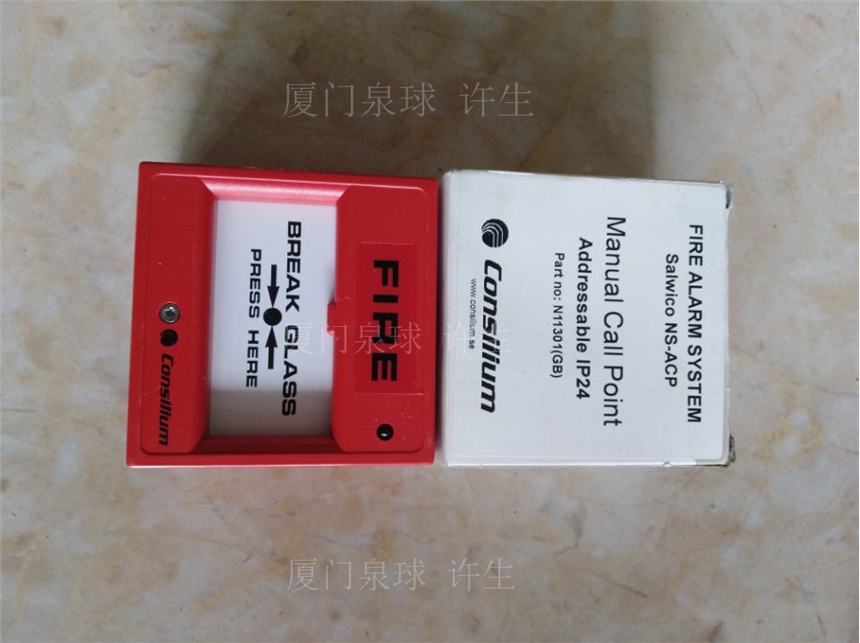 厦门泉球 许生
FIRE
BREAK GLASS
PRESS HERE
Consilium
FIRE ALARM SYSTEM
Salwico NS-ACP
Manual Call Point
Addressable IP24
Part no: N11301(GB)
Consilium
www.consilium.se
厦门泉球 许生
厦门泉球 许生